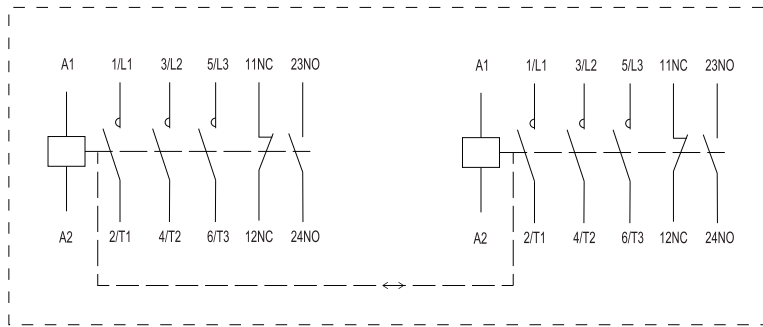 A1 1/L1 3/L2 5/L3 11NC 23NO A1 1/L1 3/L2 5/L3 11NC 23NO
A2 2/T1 4/T2 6/T3 12NC 24NO A2 2/T1 4/T2 6/T3 12NC 24NO